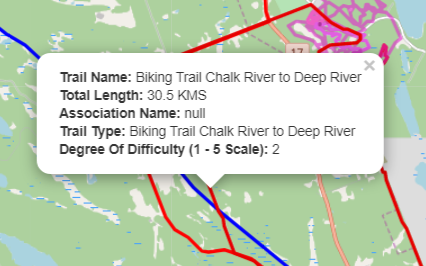 17
Trail Name: Biking Trail Chalk River to Deep River
Total Length: 30.5 KMS
Association Name: null
Trail Type: Biking Trail Chalk River to Deep River
Degree Of Difficulty (1 - 5 Scale): 2